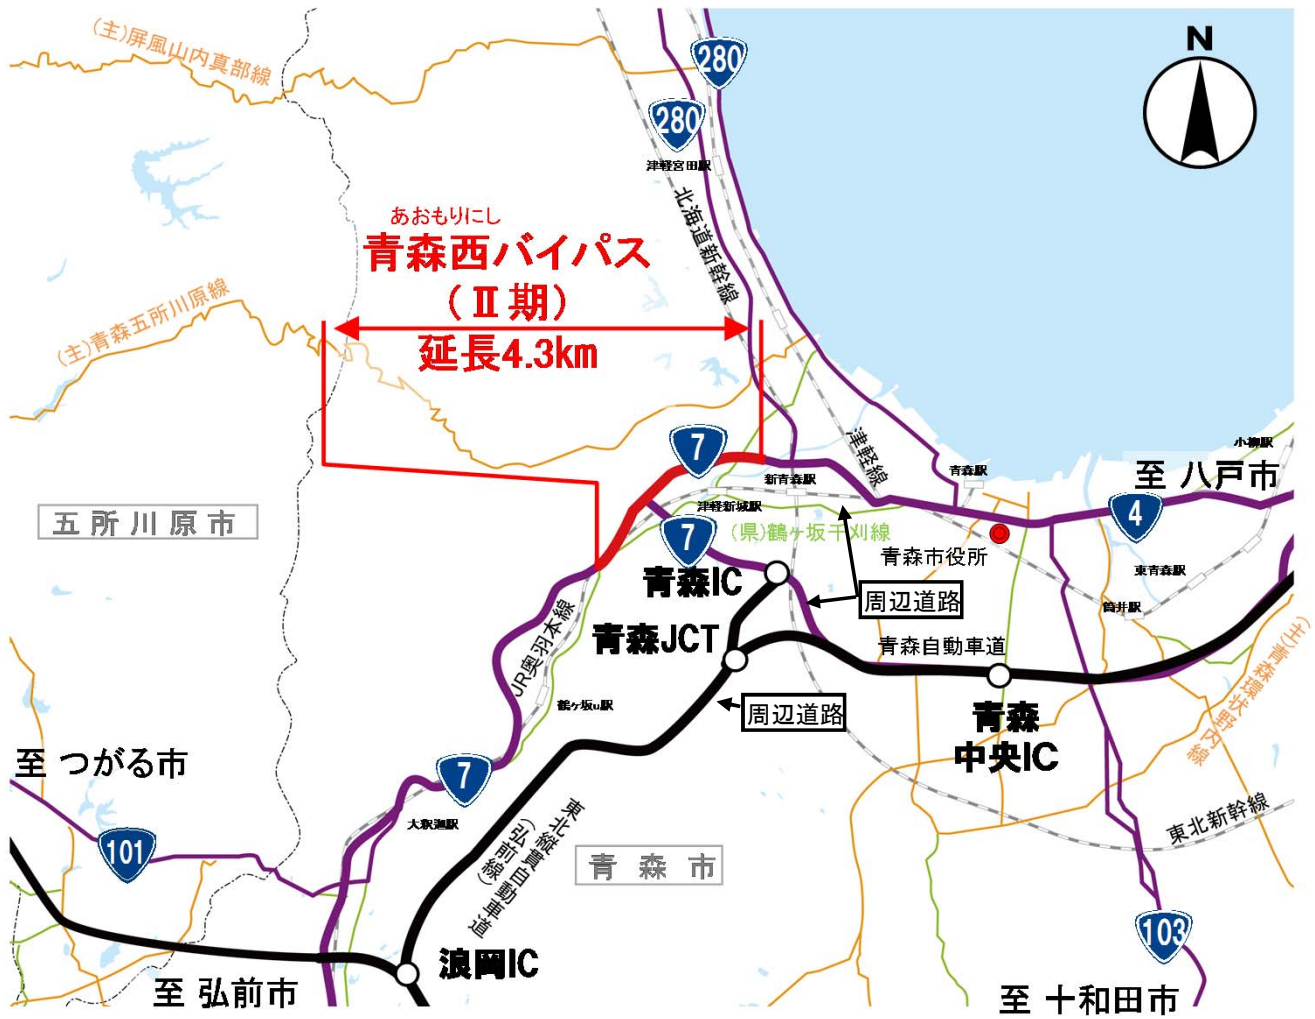 (主)屏風山内真部線
N
280
280
津軽宮田駅
北海道新幹線
あおもりにし
青森西バイパス
(Ⅱ期)
延長4.3km
(主)青森五所川原線
津軽線
7
小柳駅
青森駅
至 八戸市
新青森駅
津軽新城駅
4
五所川原市
7
(県)鶴ヶ坂千刈線
青森市役所
東青森駅
青森IC
周辺道路
筒井駅
JR奥羽本線
青森JCT
青森自動車道
(主)青森環状野内線
鶴ヶ坂u駅
周辺道路
青森
中央IC
至 つがる市
7
大釈迦駅
東北縦貫自動車道
(弘前線)
東北新幹線
101
青森市
103
浪岡IC
至 弘前市
至 十和田市